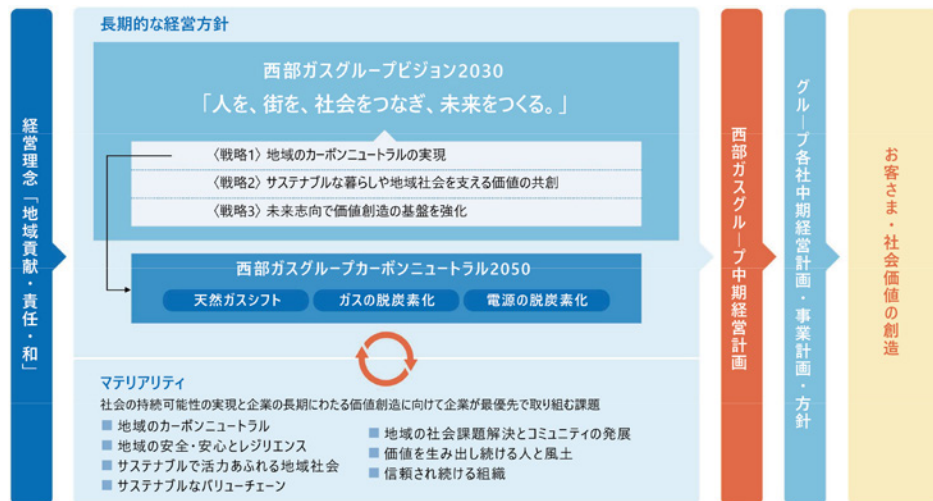 経営理念「地域貢献・責任・和」
長期的な経営方針
西部ガスグループビジョン2030
「人を、街を、社会をつなぎ、未来をつくる。」
〈戦略1〉地域のカーボンニュートラルの実現
〈戦略2〉サステナブルな暮らしや地域社会を支える価値の共創
〈戦略3〉未来志向で価値創造の基盤を強化
西部ガスグループカーボンニュートラル2050
天然ガスシフト
ガスの脱炭素化
電源の脱炭素化
マテリアリティ
社会の持続可能性の実現と企業の長期にわたる価値創造に向けて企業が最優先で取り組む課題
■ 地域のカーボンニュートラル
■ 地域の安全・安心とレジリエンス
■ サステナブルで活力あふれる地域社会
■ サステナブルなバリューチェーン
■ 地域の社会課題解決とコミュニティの発展
■ 価値を生み出し続ける人と風土
■ 信頼され続ける組織
西部ガスグループ中期経営計画
グループ各社中期経営計画・事業計画・方針
お客さま・社会価値の創造